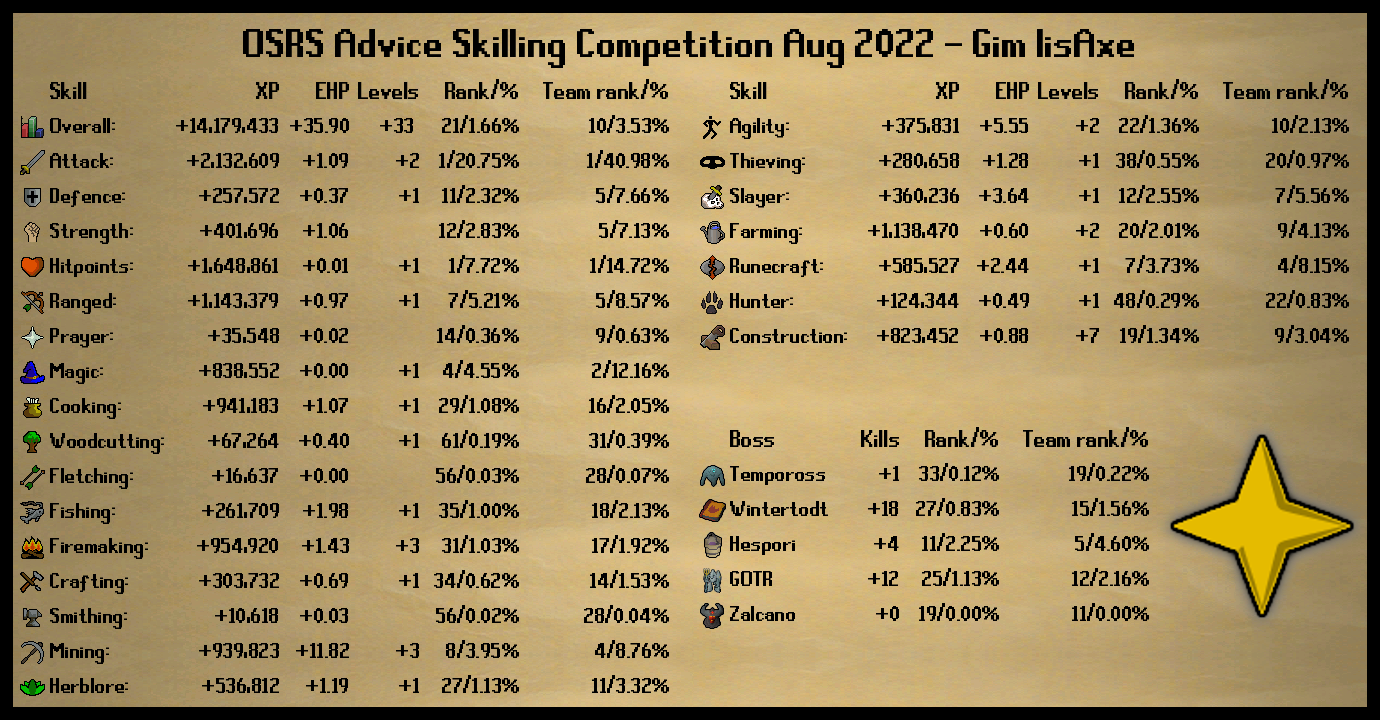 OSRS Advice Skilling Competition Aug 2022 - Gim IisAxe
Skill XP EHP Levels Rank/% Team rank/%
Overall: +14,179,433 +35.90 +33 21/1.66% 10/3.53%
Attack: +2,132,609 +1.09 +2 1/20.75% 1/40.98%
Defence: +257,572 +0.37 +1 11/2.32% 5/7.66%
Strength: +401,696 +1.06 12/2.83% 5/7.13%
Hitpoints: +1,648,861 +0.01 +1 1/7.72% 1/14.72%
Ranged: +1,143,379 +0.97 +1 7/5.21% 5/8.57%
Prayer: +35,548 +0.02 14/0.36% 9/0.63%
Magic: +838,552 +0.00 +1 4/4.55% 2/12.16%
Cooking: +941,183 +1.07 +1 29/1.08% 16/2.05%
Woodcutting: +67,264 +0.40 +1 61/0.19% 31/0.39%
Fletching: +16,637 +0.00 56/0.03% 28/0.07%
Fishing: +261,709 +1.98 +1 35/1.00% 18/2.13%
Firemaking: +954,920 +1.43 +3 31/1.03% 17/1.92%
Crafting: +303,732 +0.69 +1 34/0.62% 14/1.53%
Smithing: +10,618 +0.03 56/0.02% 28/0.04%
Mining: +939,823 +11.82 +3 8/3.95% 4/8.76%
Herblore: +536,812 +1.19 +1 27/1.13% 11/3.32%
Skill XP EHP Levels Rank/% Team rank/%
Agility: +375,831 +5.55 +2 22/1.36% 10/2.13%
Thieving: +280,658 +1.28 +1 38/0.55% 20/0.97%
Slayer: +360,236 +3.64 +1 12/2.55% 7/5.56%
Farming: +1,138,470 +0.60 +2 20/2.01% 9/4.13%
Runecraft: +585,527 +2.44 +1 7/3.73% 4/8.15%
Hunter: +124,344 +0.49 +1 48/0.29% 22/0.83%
Construction: +823,452 +0.88 +7 19/1.34% 9/3.04%
Boss Kills Rank/% Team rank/%
Tempoross +1 33/0.12% 19/0.22%
Wintertodt +18 27/0.83% 15/1.56%
Hespori +4 11/2.25% 5/4.60%
GOTR +12 25/1.13% 12/2.16%
Zalcano +0 19/0.00% 11/0.00%